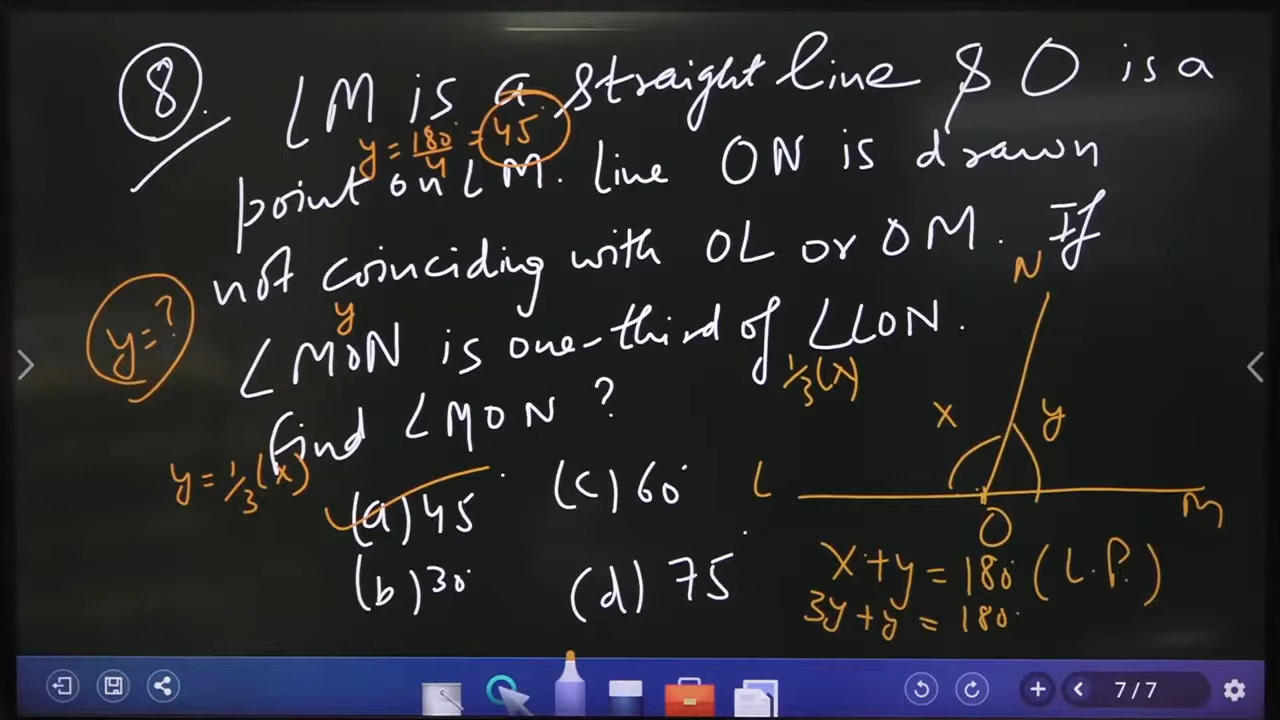 8. LM is a straight line & O is a
y = 180°/4 = 45°
point on LM. line ON is drawn
not coinciding with OL or OM. If
y = ?
y
∠MON is one-third of ∠LON.
1/3(x)
find ∠MON ?
y = 1/3(x)
(a) 45° (c) 60°
(b) 30° (d) 75°
N
x y
L O M
x + y = 180° (L.P.)
3y + y = 180°
7 / 7